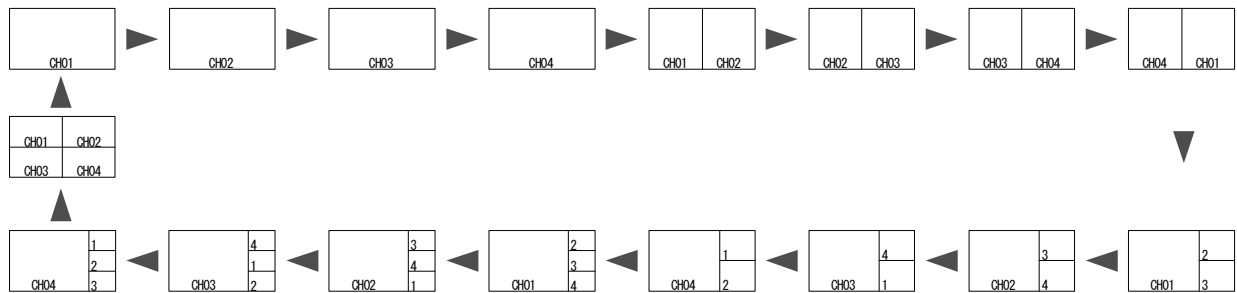 CH01 CH02 CH03 CH04 CH01 CH02 CH02 CH03 CH03 CH04 CH04 CH01
CH01 CH02
CH03 CH04
1 4 3 2
2 1 4 3
CH04 3 CH03 2 CH02 1 CH01 4
1 4 3 2
CH04 2 CH03 1 CH02 4 CH01 3